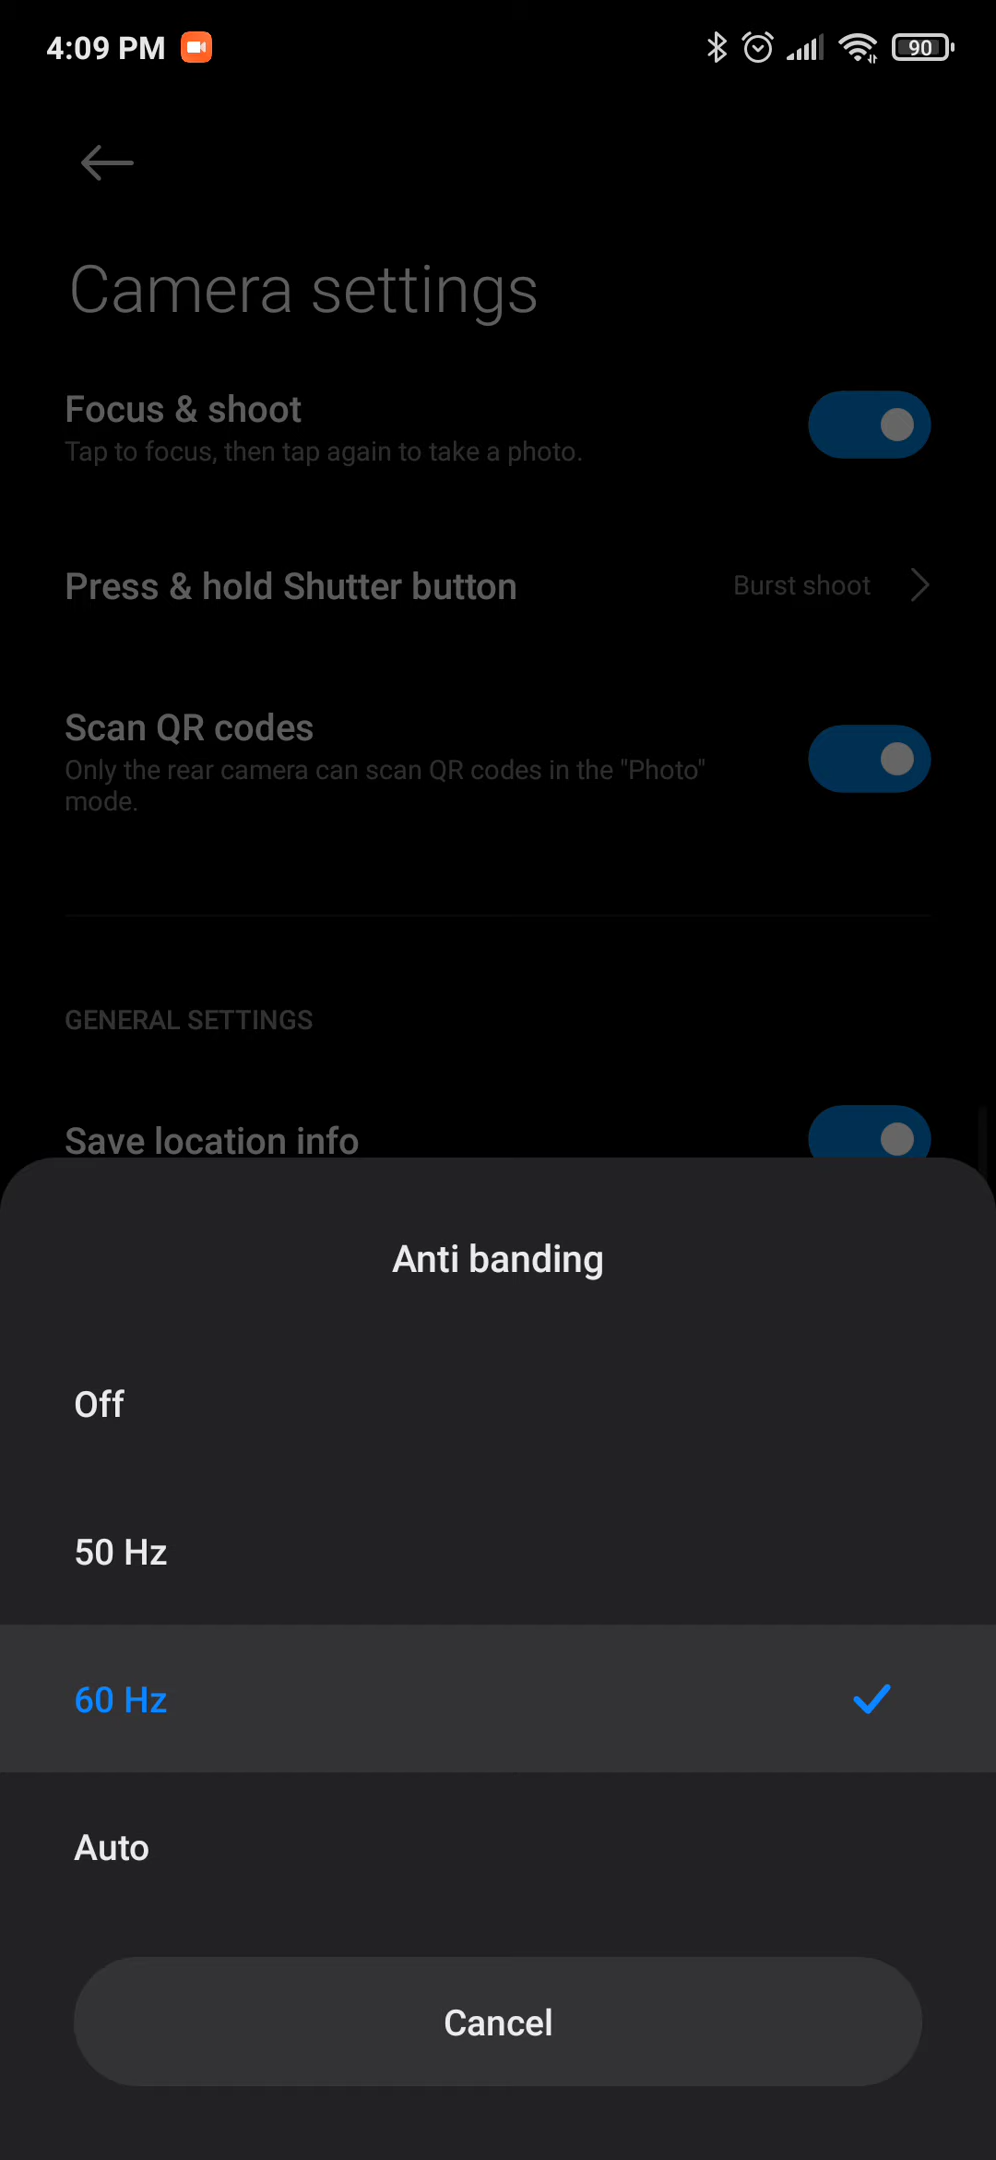 4:09 PM
90
Camera settings
Focus & shoot
Tap to focus, then tap again to take a photo.
Press & hold Shutter button
Burst shoot
Scan QR codes
Only the rear camera can scan QR codes in the "Photo"
mode.
GENERAL SETTINGS
Save location info
Anti banding
Off
50 Hz
60 Hz
Auto
Cancel